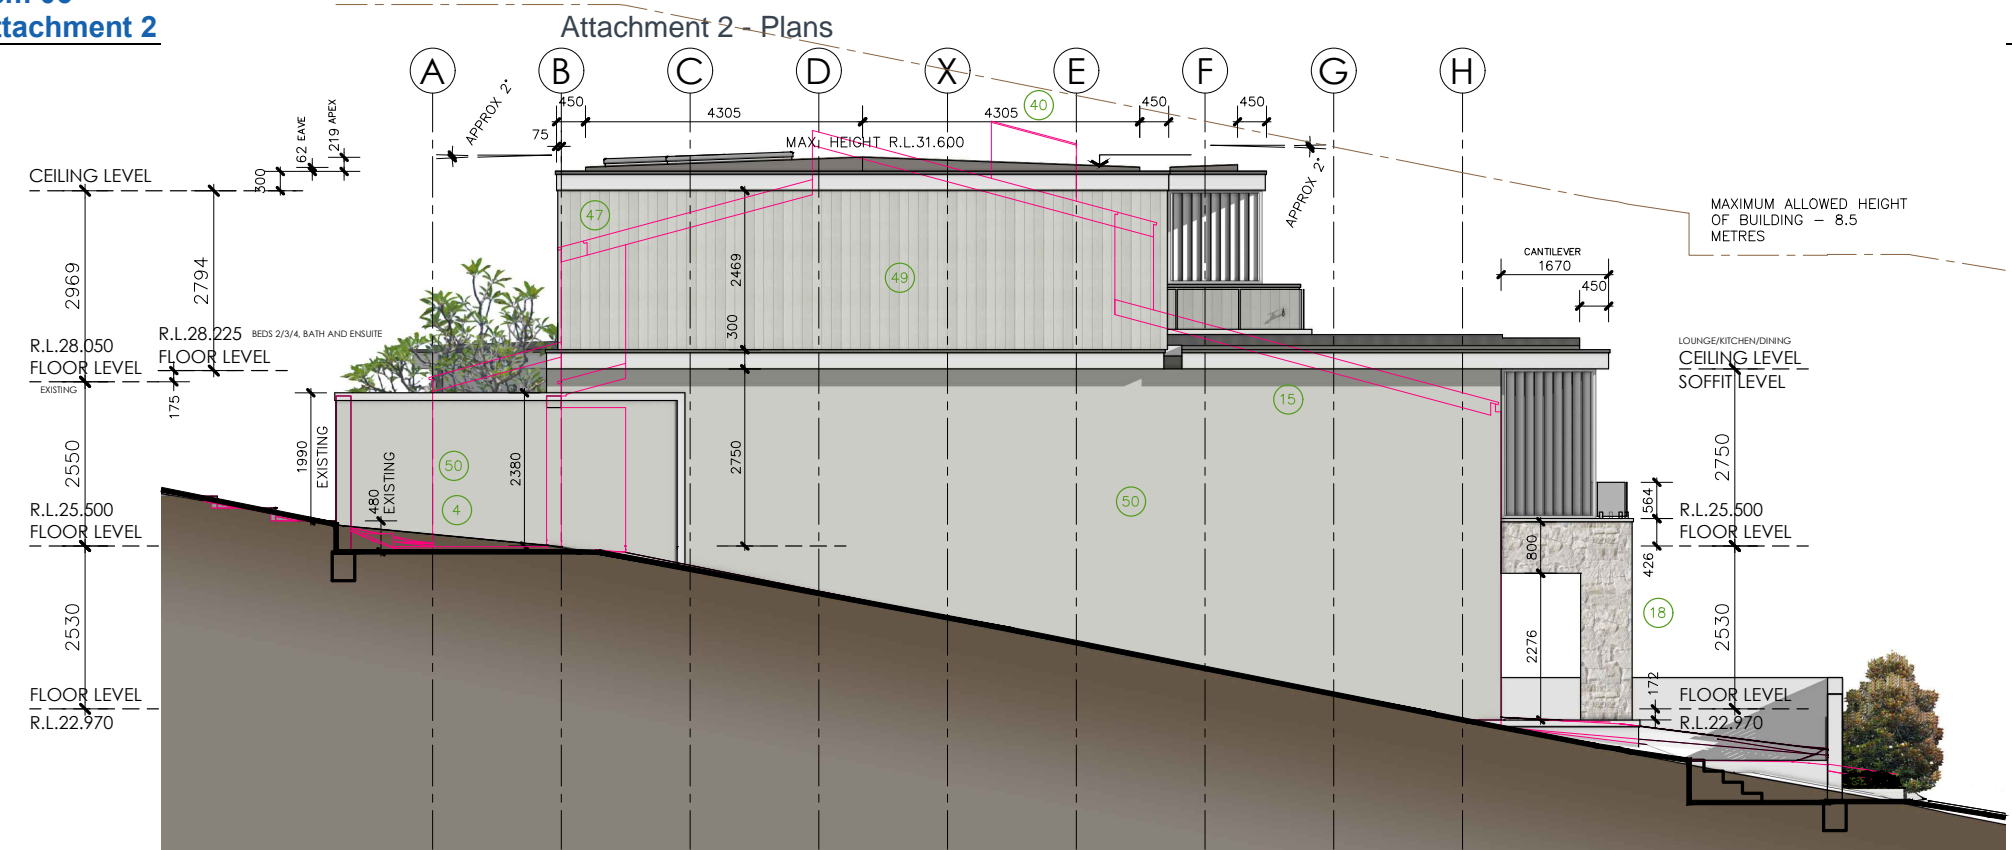 Attachment 2
Attachment 2 - Plans
A
B
C
D
X
E
F
G
H
450
4305
4305
40
450
450
75
APPROX 2°
62 EAVE
219 APEX
MAX. HEIGHT R.L.31.600
APPROX 2°
CEILING LEVEL
300
47
MAXIMUM ALLOWED HEIGHT
OF BUILDING – 8.5
METRES
CANTILEVER
1670
450
2969
2794
2469
49
300
R.L.28.225
BEDS 2/3/4, BATH AND ENSUITE
FLOOR LEVEL
R.L.28.050
FLOOR LEVEL
EXISTING
175
LOUNGE/KITCHEN/DINING
CEILING LEVEL
SOFFIT LEVEL
15
1990
EXISTING
2550
480
EXISTING
50
4
2380
2750
50
2750
564
R.L.25.500
FLOOR LEVEL
R.L.25.500
FLOOR LEVEL
800
426
18
2530
2276
2530
172
FLOOR LEVEL
R.L.22.970
FLOOR LEVEL
R.L.22.970